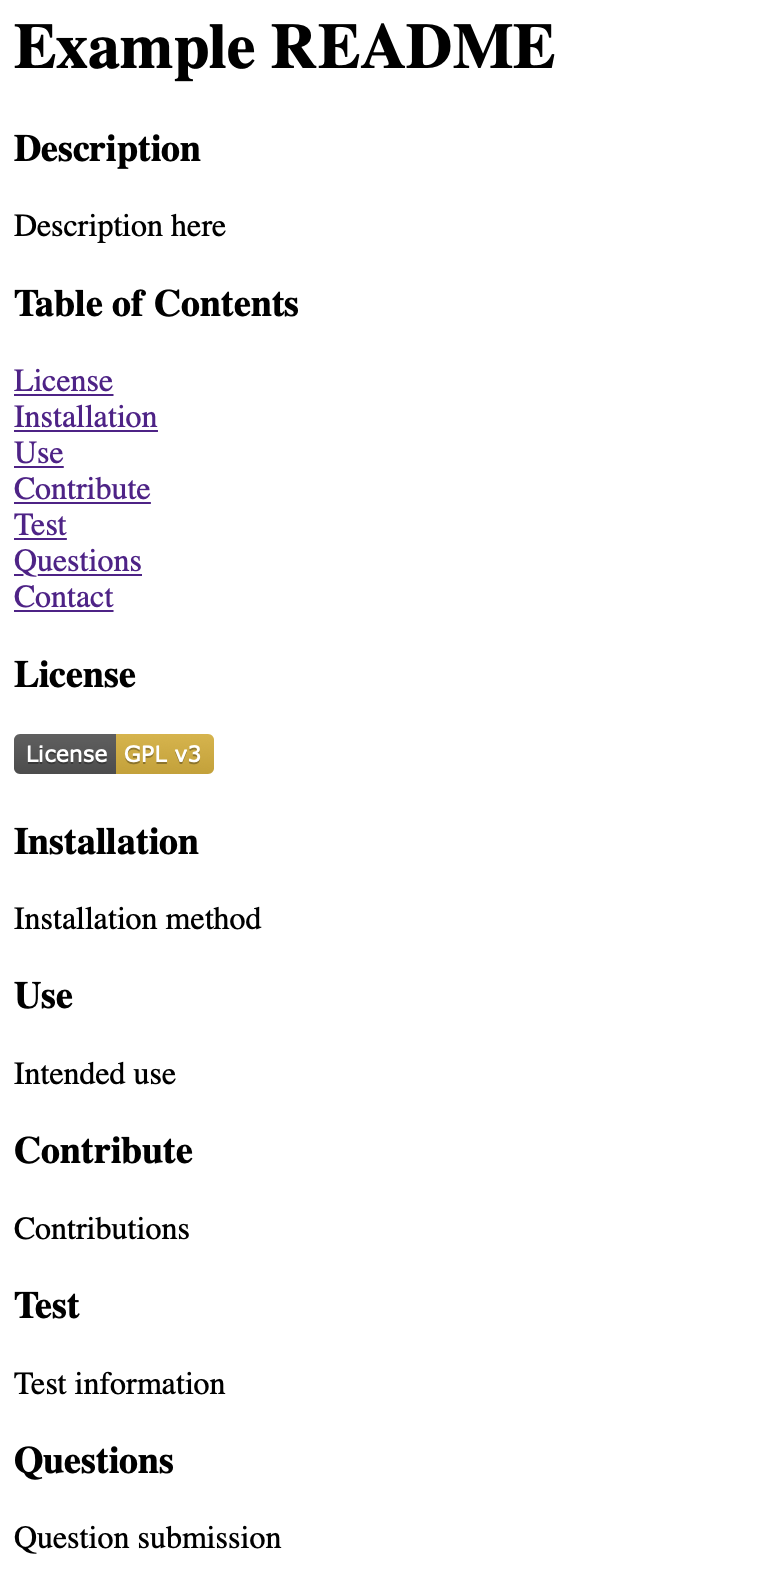 Example README
Description
Description here
Table of Contents
License
Installation
Use
Contribute
Test
Questions
Contact
License
License GPL v3
Installation
Installation method
Use
Intended use
Contribute
Contributions
Test
Test information
Questions
Question submission